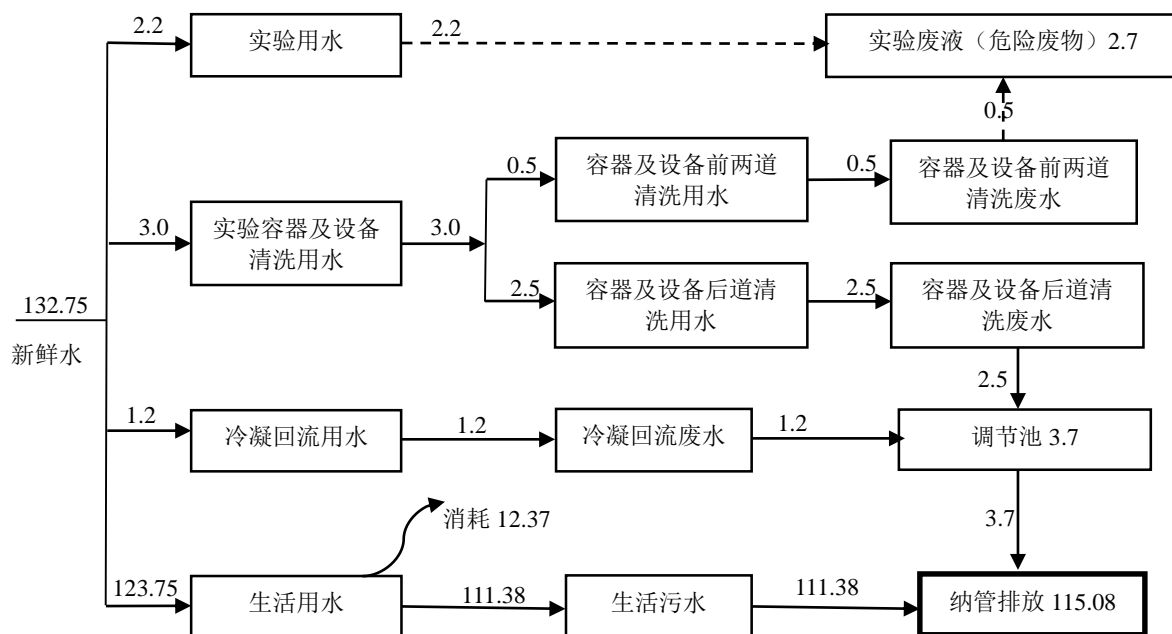 2.2
实验用水
2.2
实验废液（危险废物）2.7
0.5
0.5
容器及设备前两道
清洗用水
0.5
容器及设备前两道
清洗废水
3.0
实验容器及设备
清洗用水
3.0
2.5
容器及设备后道清
洗用水
2.5
容器及设备后道清
洗废水
132.75
新鲜水
2.5
1.2
冷凝回流用水
1.2
冷凝回流废水
1.2
调节池 3.7
消耗 12.37
3.7
123.75
生活用水
111.38
生活污水
111.38
纳管排放 115.08